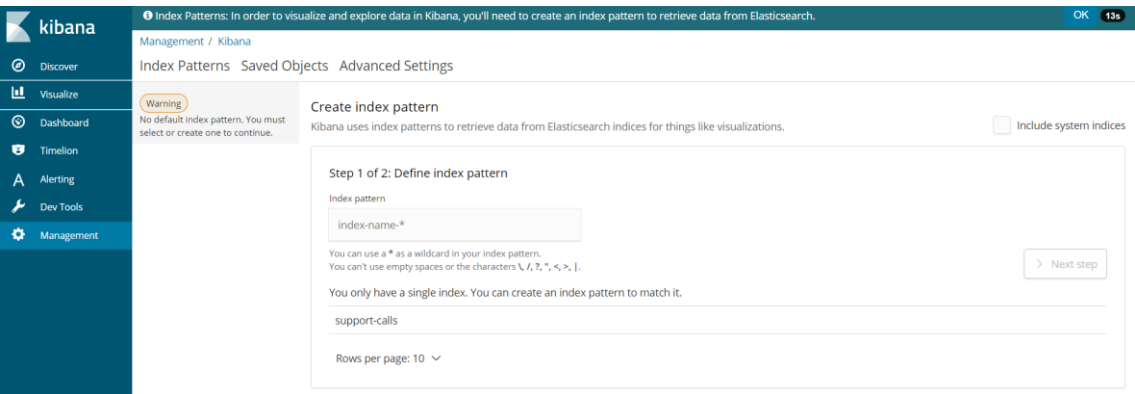 kibana
Discover
Visualize
Dashboard
Timelion
A Alerting
Dev Tools
Management
Index Patterns: In order to visualize and explore data in Kibana, you'll need to create an index pattern to retrieve data from Elasticsearch.
OK 13s
Management / Kibana
Index Patterns Saved Objects Advanced Settings
Warning
No default index pattern. You must
select or create one to continue.
Create index pattern
Kibana uses index patterns to retrieve data from Elasticsearch indices for things like visualizations.
Include system indices
Step 1 of 2: Define index pattern
Index pattern
index-name-*
You can use a * as a wildcard in your index pattern.
You can't use empty spaces or the characters \, /, ?, ", <, >, |.
> Next step
You only have a single index. You can create an index pattern to match it.
support-calls
Rows per page: 10